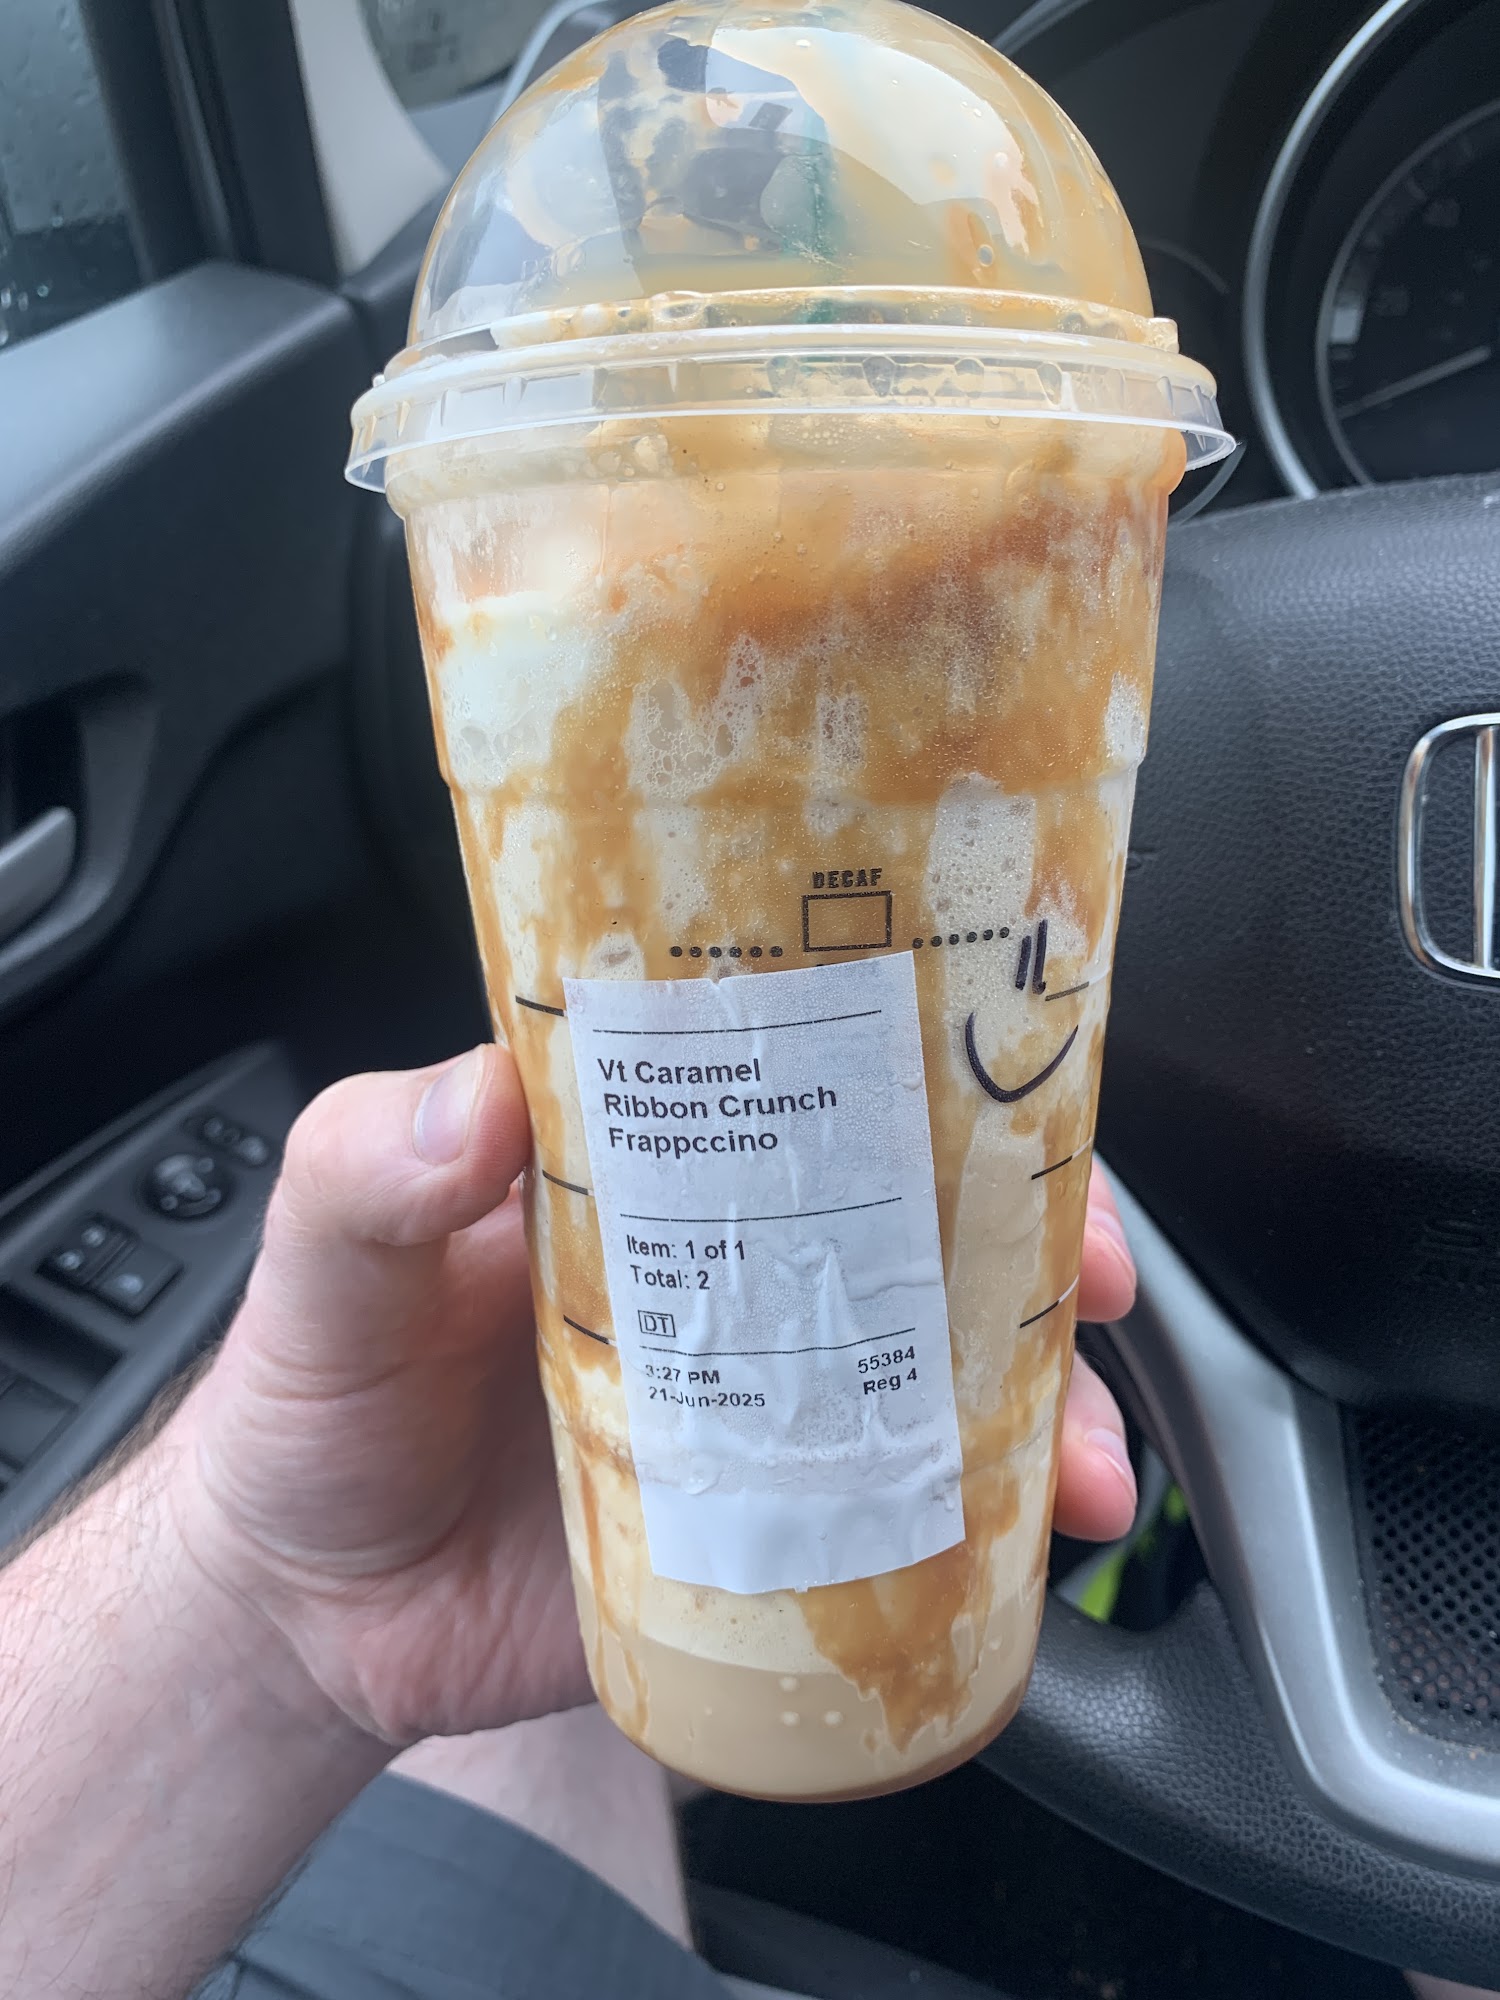 DECAF
Vt Caramel
Ribbon Crunch
Frappccino
Item: 1 of 1
Total: 2
DT
3:27 PM 55384
21-Jun-2025 Reg 4